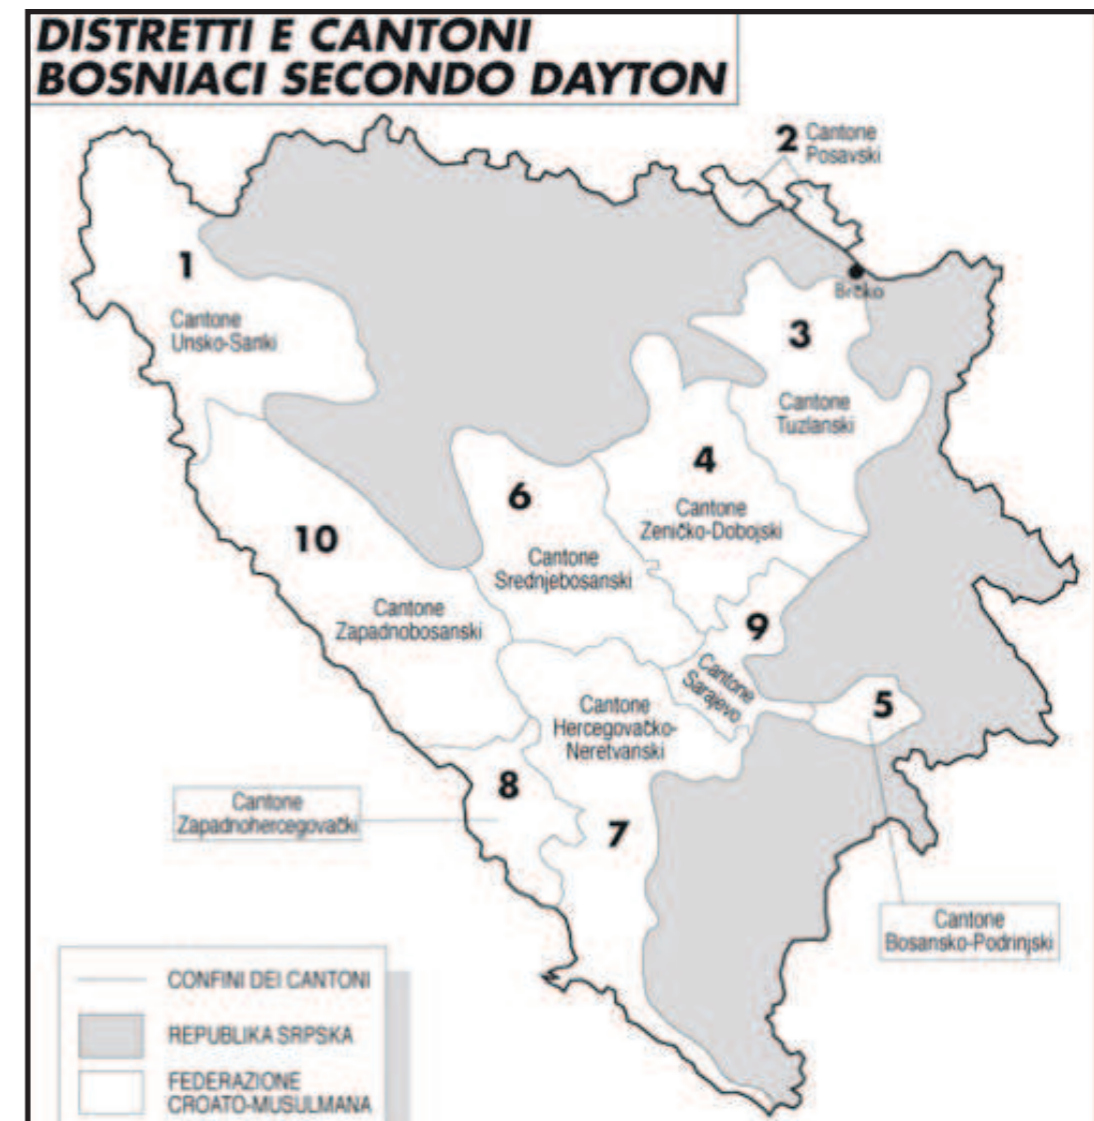 DISTRETTI E CANTONI
BOSNIACI SECONDO DAYTON
2 Cantone
Posavski
1
Cantone
Unsko-Sanki
Brčko
3
Cantone
Tuzlanski
4
Cantone
Zeničko-Dobojski
6
Cantone
Srednjebosanski
10
Cantone
Zapadnobosanski
9
Cantone
Sarajevo
5
Cantone
Hercegovačko-
Neretvanski
7
8
Cantone
Zapadnohercegovački
Cantone
Bosansko-Podrinjski
CONFINI DEI CANTONI
REPUBLIKA SRPSKA
FEDERAZIONE
CROATO-MUSULMANA